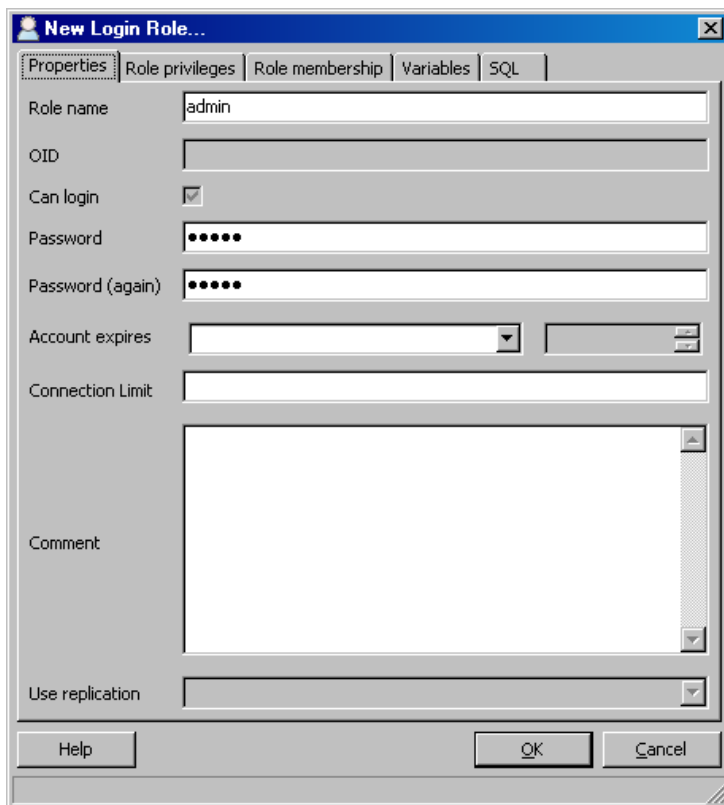 New Login Role...
Properties Role privileges Role membership Variables SQL
Role name admin
OID
Can login
Password •••••
Password (again) •••••
Account expires
Connection Limit
Comment
Use replication
Help OK Cancel